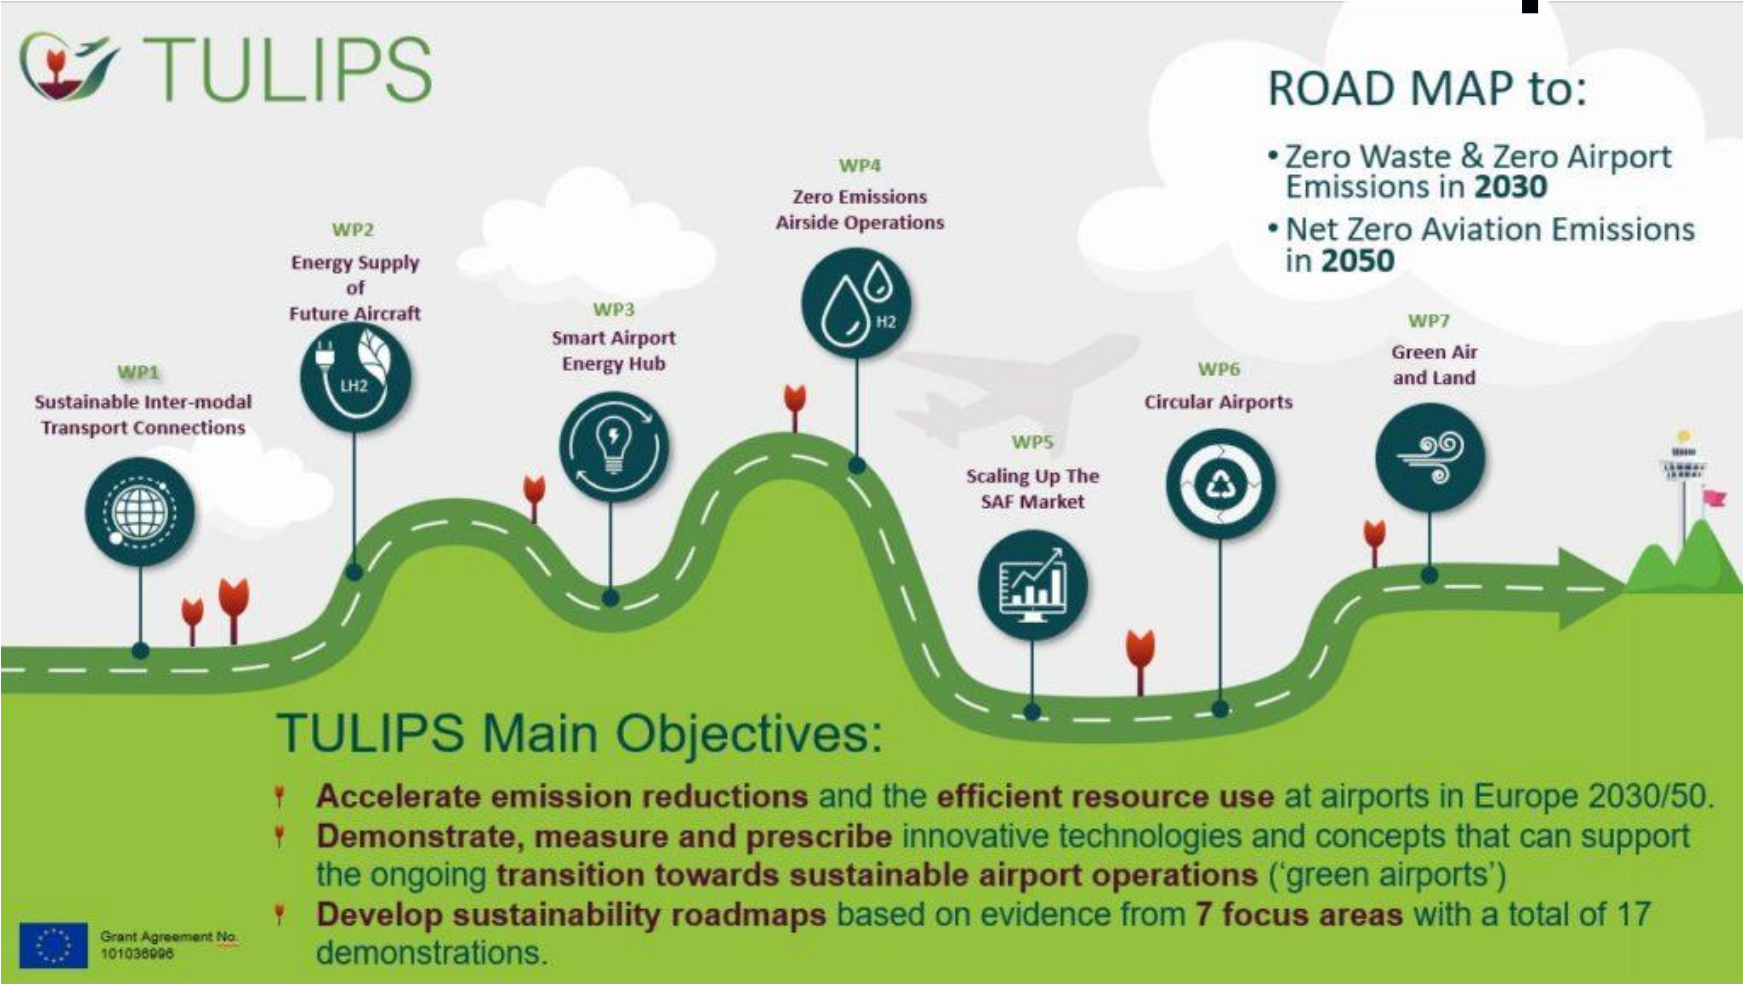 TULIPS
ROAD MAP to:
• Zero Waste & Zero Airport
Emissions in 2030
• Net Zero Aviation Emissions
in 2050
WP1
Sustainable Inter-modal
Transport Connections
WP2
Energy Supply
of
Future Aircraft
LH2
WP3
Smart Airport
Energy Hub
WP4
Zero Emissions
Airside Operations
H2
WP5
Scaling Up The
SAF Market
WP6
Circular Airports
WP7
Green Air
and Land
TULIPS Main Objectives:
Accelerate emission reductions and the efficient resource use at airports in Europe 2030/50.
Demonstrate, measure and prescribe innovative technologies and concepts that can support
the ongoing transition towards sustainable airport operations (‘green airports’)
Develop sustainability roadmaps based on evidence from 7 focus areas with a total of 17
demonstrations.
Grant Agreement No.
101036996